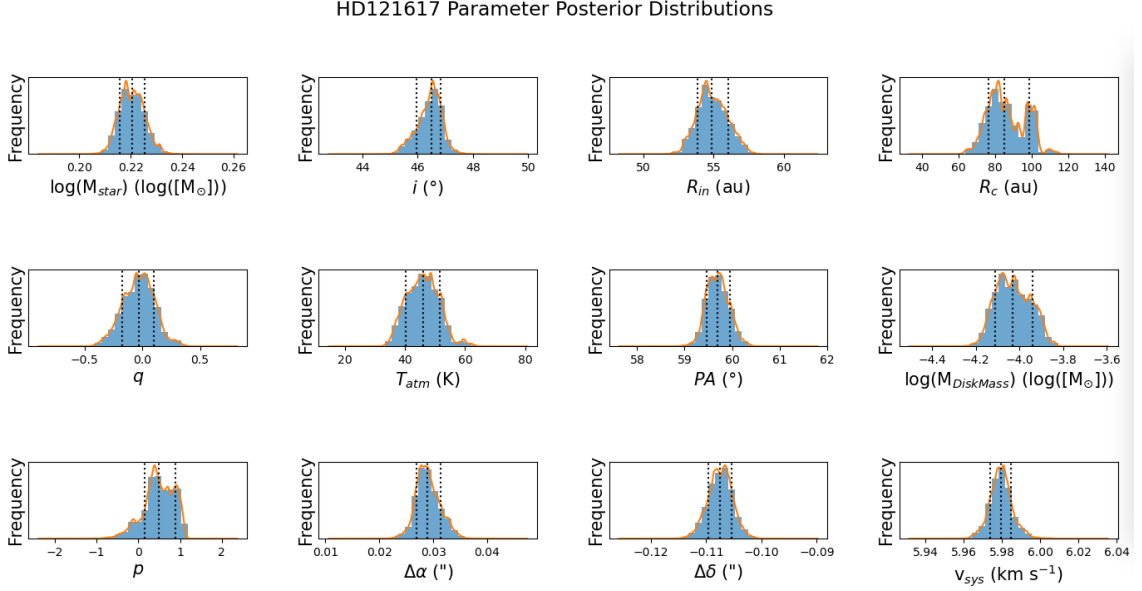 HD121617 Parameter Posterior Distributions
Frequency
0.20 0.22 0.24 0.26
log(M_star) (log([M_⊙]))
Frequency
44 46 48 50
i (°)
Frequency
50 55 60
R_in (au)
Frequency
40 60 80 100 120 140
R_c (au)
Frequency
−0.5 0.0 0.5
q
Frequency
20 40 60 80
T_atm (K)
Frequency
58 59 60 61 62
PA (°)
Frequency
−4.4 −4.2 −4.0 −3.8 −3.6
log(M_DiskMass) (log([M_⊙]))
Frequency
−2 −1 0 1 2
p
Frequency
0.01 0.02 0.03 0.04
Δα (")
Frequency
−0.12 −0.11 −0.10 −0.09
Δδ (")
Frequency
5.94 5.96 5.98 6.00 6.02 6.04
v_sys (km s⁻¹)